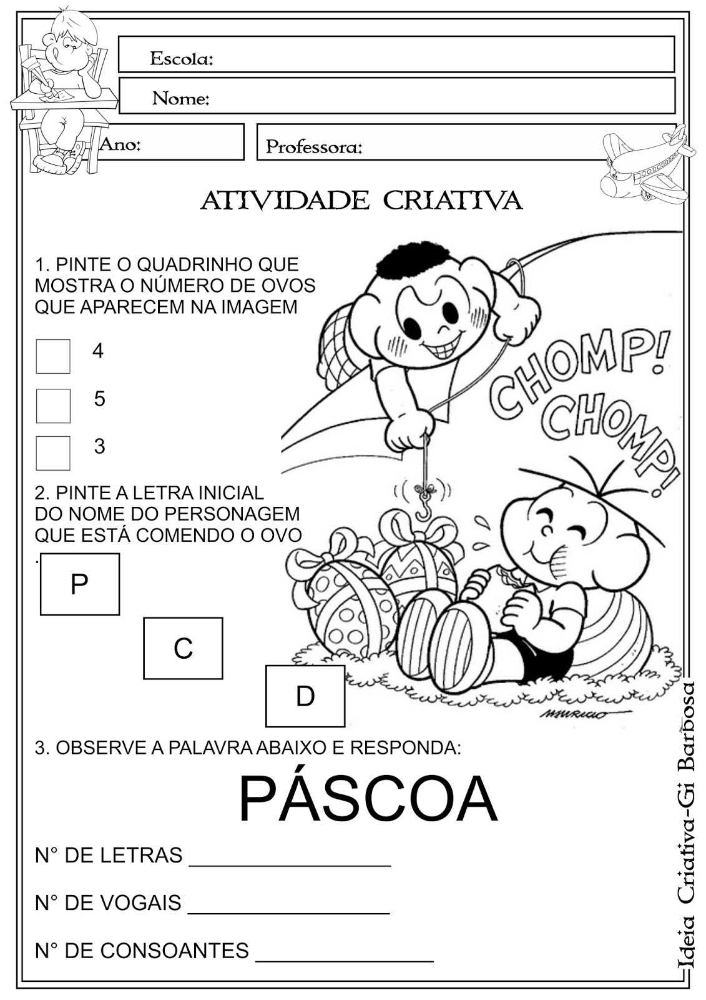 Escola:
Nome:
Ano:
Professora:
ATIVIDADE CRIATIVA
1. PINTE O QUADRINHO QUE
MOSTRA O NÚMERO DE OVOS
QUE APARECEM NA IMAGEM
4
5
3
CHOMP!
CHOMP!
2. PINTE A LETRA INICIAL
DO NOME DO PERSONAGEM
QUE ESTÁ COMENDO O OVO
.
P
C
D
MAURICIO
3. OBSERVE A PALAVRA ABAIXO E RESPONDA:
PÁSCOA
N° DE LETRAS ________________
N° DE VOGAIS ________________
N° DE CONSOANTES ______________
Ideia Criativa-Gi Barbosa